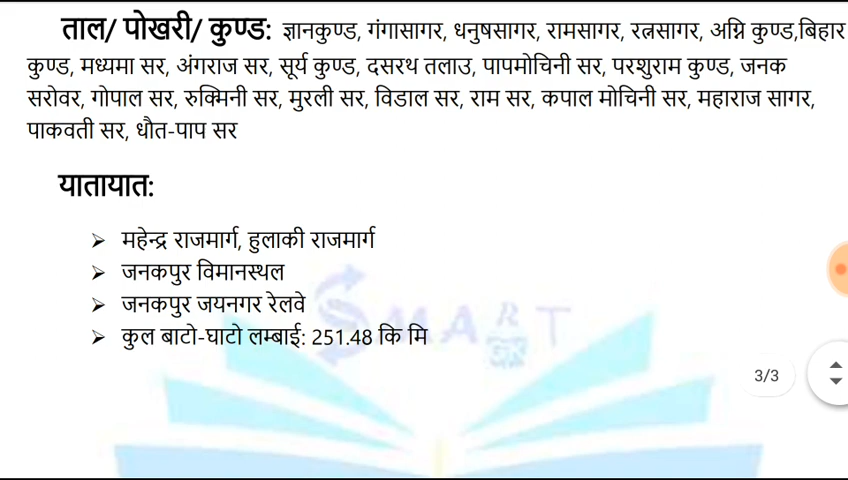 ताल/ पोखरी/ कुण्ड: ज्ञानकुण्ड, गंगासागर, धनुषसागर, रामसागर, रत्नसागर, अग्नि कुण्ड,बिहार
कुण्ड, मध्यमा सर, अंगराज सर, सूर्य कुण्ड, दसरथ तलाउ, पापमोचिनी सर, परशुराम कुण्ड, जनक
सरोवर, गोपाल सर, रुक्मिनी सर, मुरली सर, विडाल सर, राम सर, कपाल मोचिनी सर, महाराज सागर,
पाकवती सर, धौत-पाप सर
यातायात:
➢ महेन्द्र राजमार्ग, हुलाकी राजमार्ग
➢ जनकपुर विमानस्थल
➢ जनकपुर जयनगर रेलवे
➢ कुल बाटो-घाटो लम्बाई: 251.48 कि मि
SMART
3/3